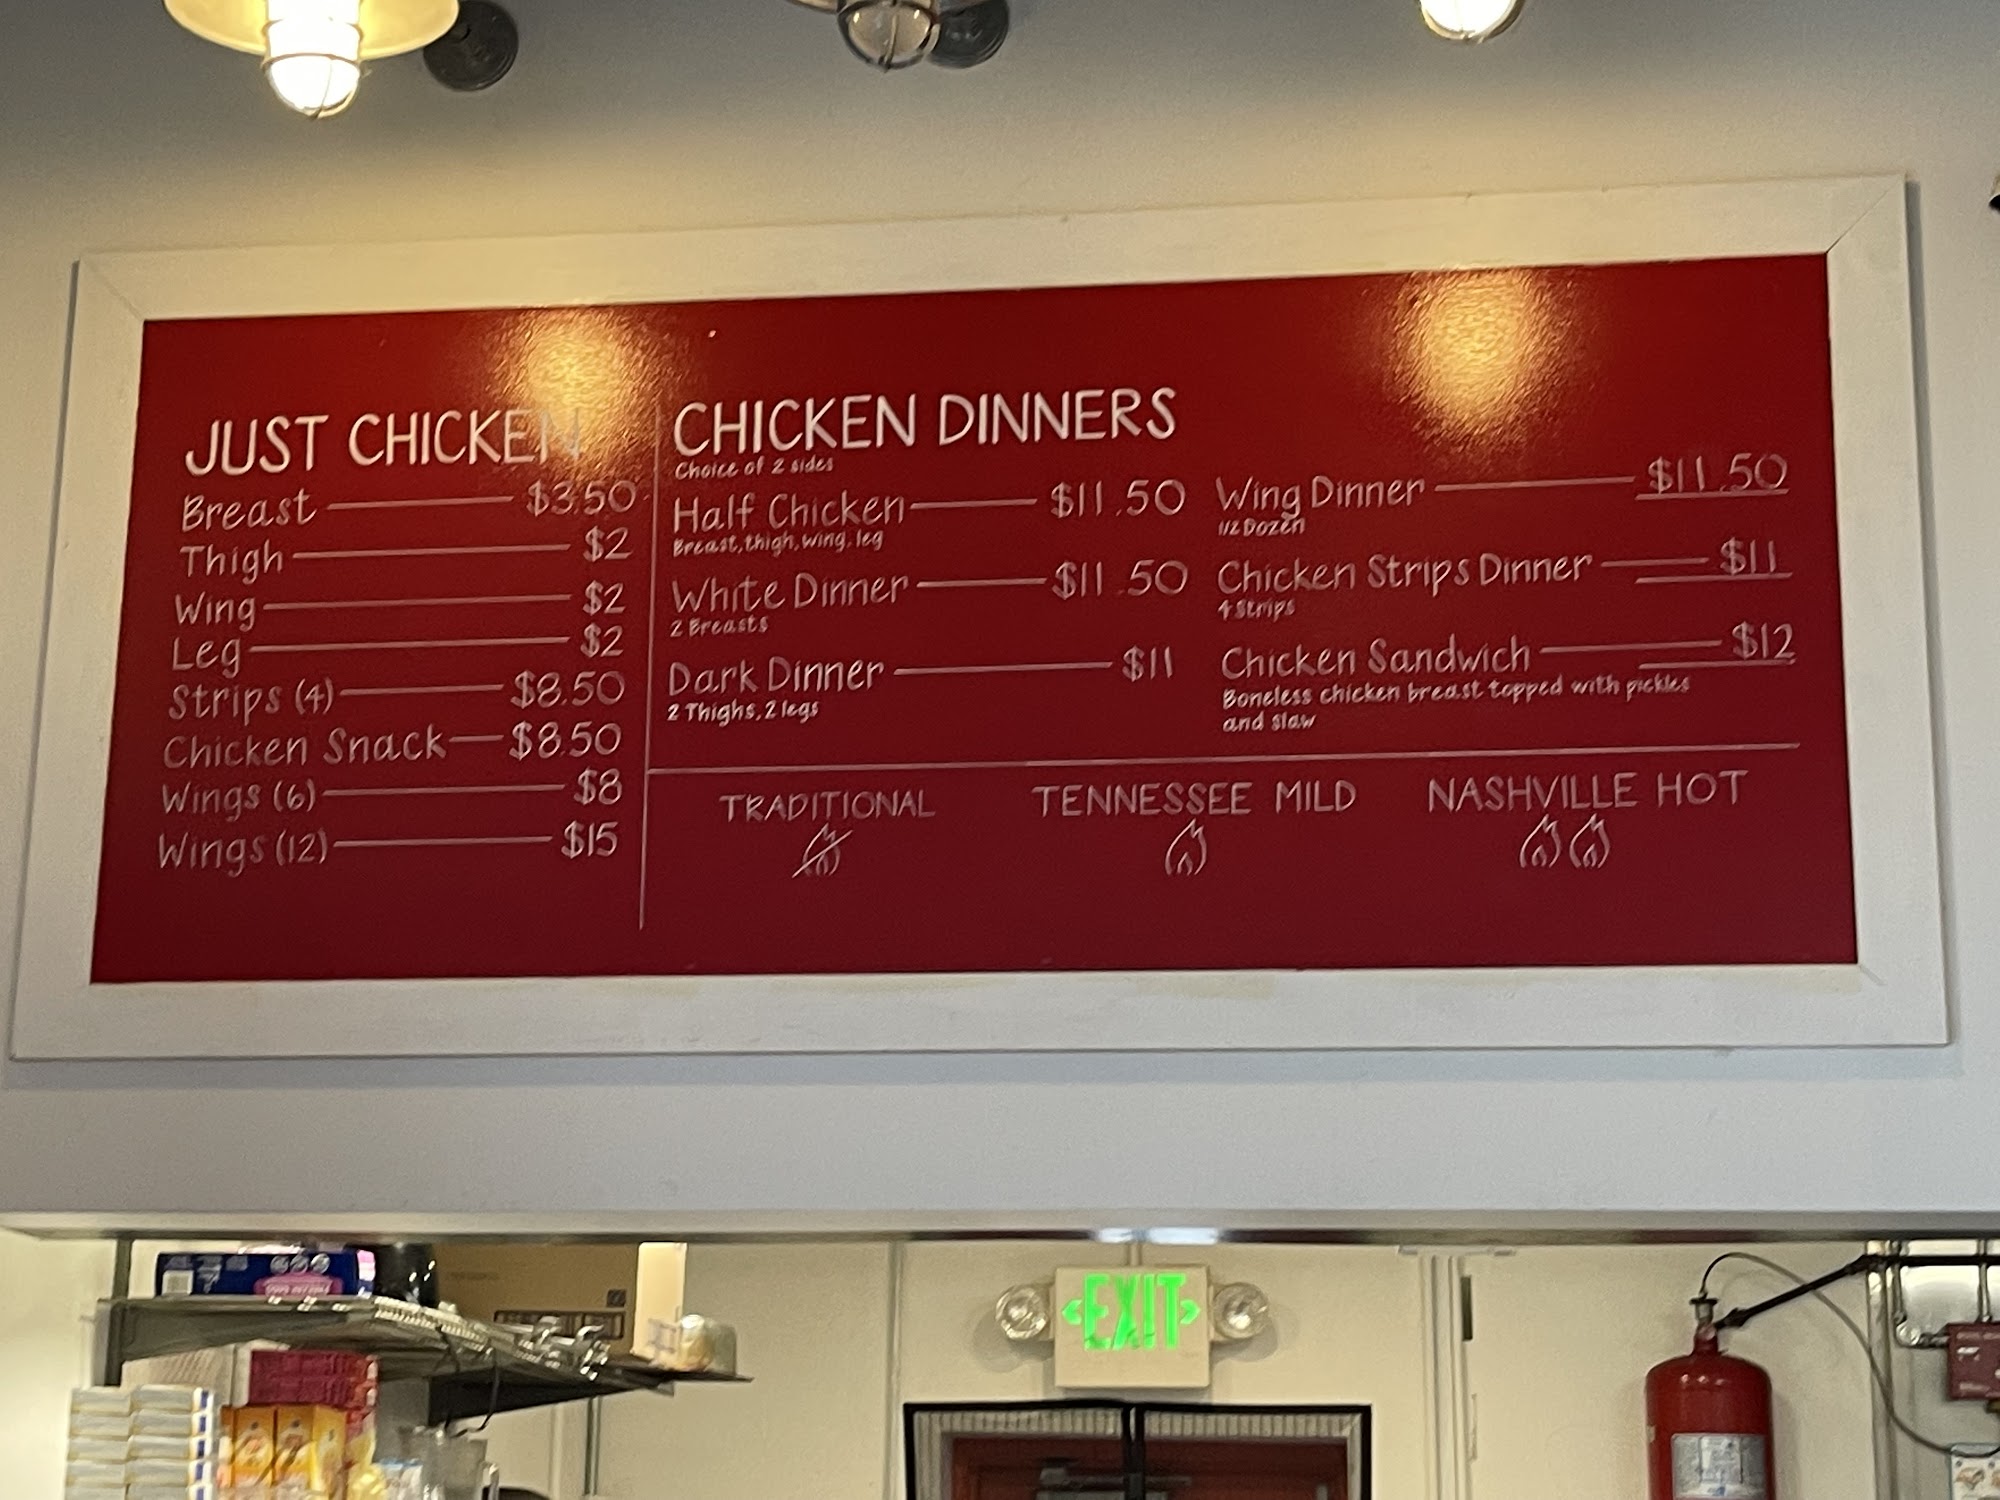 JUST CHICKEN
Breast $3.50
Thigh $2
Wing $2
Leg $2
Strips (4) $8.50
Chicken Snack $8.50
Wings (6) $8
Wings (12) $15
CHICKEN DINNERS
Choice of 2 sides
Half Chicken $11.50
Breast, thigh, wing, leg
White Dinner $11.50
2 Breasts
Dark Dinner $11
2 Thighs, 2 legs
Wing Dinner $11.50
1/2 Dozen
Chicken Strips Dinner $11
4 Strips
Chicken Sandwich $12
Boneless chicken breast topped with pickles
and slaw
TRADITIONAL
TENNESSEE MILD
NASHVILLE HOT
EXIT